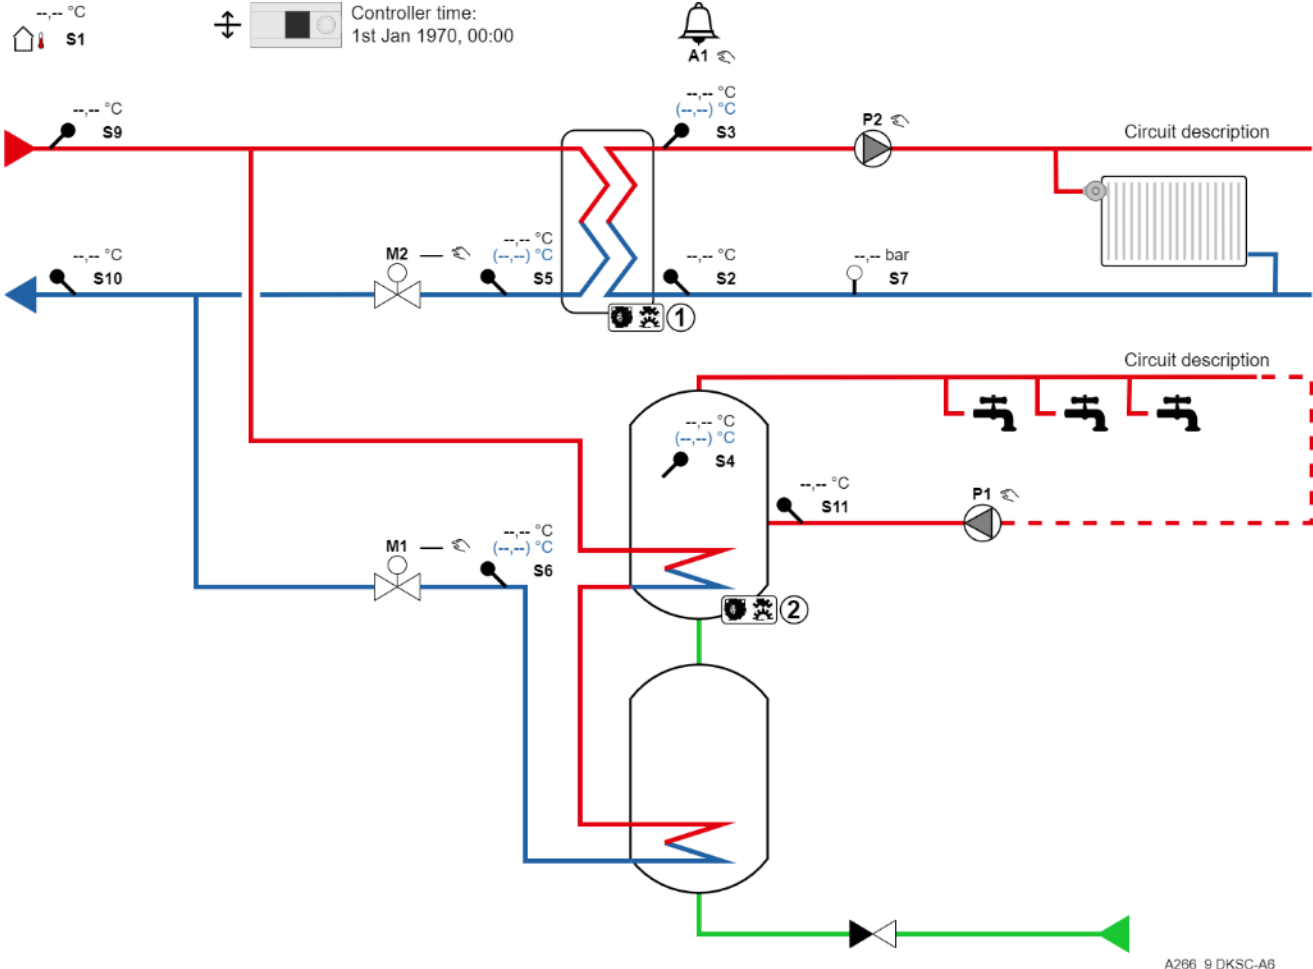 --,-- °C
S1
Controller time:
1st Jan 1970, 00:00
A1
--,-- °C
S9
--,-- °C
(--,--) °C
S3
P2
Circuit description
--,-- °C
S10
M2
--,-- °C
(--,--) °C
S5
--,-- °C
S2
--,-- bar
S7
1
Circuit description
--,-- °C
(--,--) °C
S4
--,-- °C
S11
P1
M1
--,-- °C
(--,--) °C
S6
2
A266_9 DKSC-A6